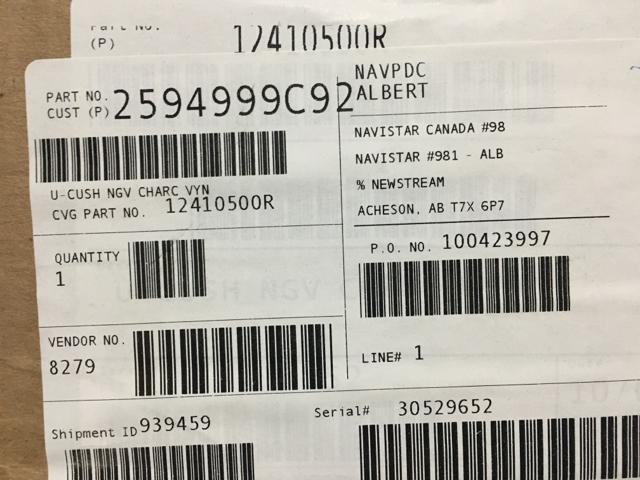 (P) 12410500R
PART NO.
CUST (P) 2594999C92
U-CUSH NGV CHARC VYN
CVG PART NO. 12410500R
QUANTITY
1
VENDOR NO.
8279
Shipment ID 939459
NAVPDC
ALBERT
NAVISTAR CANADA #98
NAVISTAR #981 - ALB
% NEWSTREAM
ACHESON, AB T7X 6P7
P.O. NO. 100423997
LINE# 1
Serial# 30529652